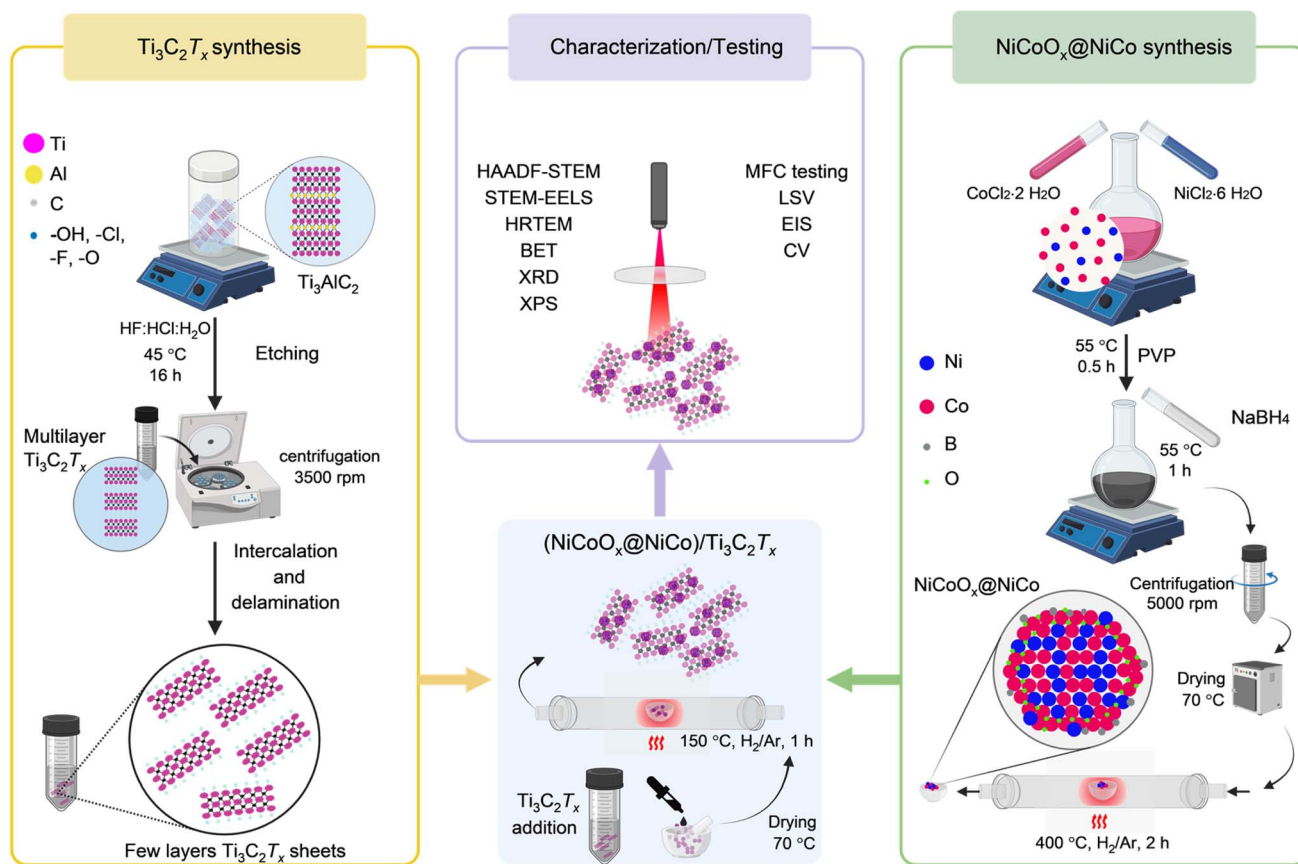 Ti₃C₂Tₓ synthesis
Ti
Al
C
-OH, -Cl,
-F, -O
Ti₃AlC₂
HF:HCl:H₂O
45 °C
16 h
Etching
Multilayer
Ti₃C₂Tₓ
centrifugation
3500 rpm
Intercalation
and
delamination
Few layers Ti₃C₂Tₓ sheets
Characterization/Testing
HAADF-STEM
STEM-EELS
HRTEM
BET
XRD
XPS
MFC testing
LSV
EIS
CV
(NiCoOₓ@NiCo)/Ti₃C₂Tₓ
150 °C, H₂/Ar, 1 h
Ti₃C₂Tₓ
addition
Drying
70 °C
NiCoOₓ@NiCo synthesis
CoCl₂·2 H₂O
NiCl₂·6 H₂O
55 °C
0.5 h
PVP
Ni
Co
B
O
NaBH₄
55 °C
1 h
NiCoOₓ@NiCo
Centrifugation
5000 rpm
Drying
70 °C
400 °C, H₂/Ar, 2 h